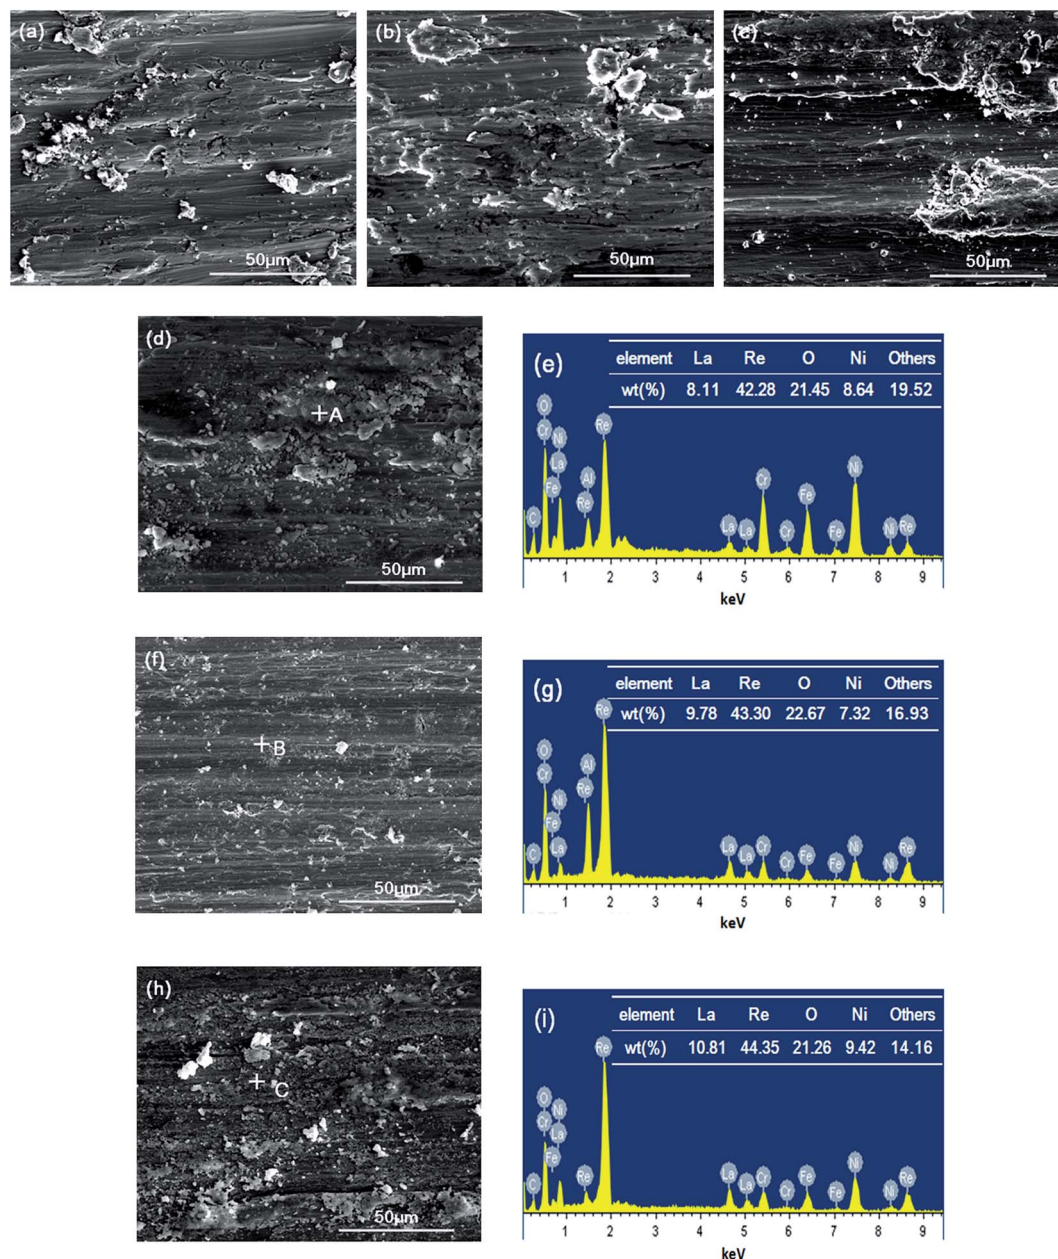 (a) (b) (c)
50µm 50µm 50µm
(d)
A
50µm
(e)
element La Re O Ni Others
wt(%) 8.11 42.28 21.45 8.64 19.52
O Cr Ni La Fe C Al Re Re La La Cr Cr Fe Fe Ni Ni Re
1 2 3 4 5 6 7 8 9
keV
(f)
B
50µm
(g)
element La Re O Ni Others
wt(%) 9.78 43.30 22.67 7.32 16.93
O Cr Ni Fe La C Al Re Re La La Cr Cr Fe Fe Ni Ni Re
1 2 3 4 5 6 7 8 9
keV
(h)
C
50µm
(i)
element La Re O Ni Others
wt(%) 10.81 44.35 21.26 9.42 14.16
O Cr Ni La Fe C Re Re La La Cr Cr Fe Fe Ni Ni Re
1 2 3 4 5 6 7 8 9
keV